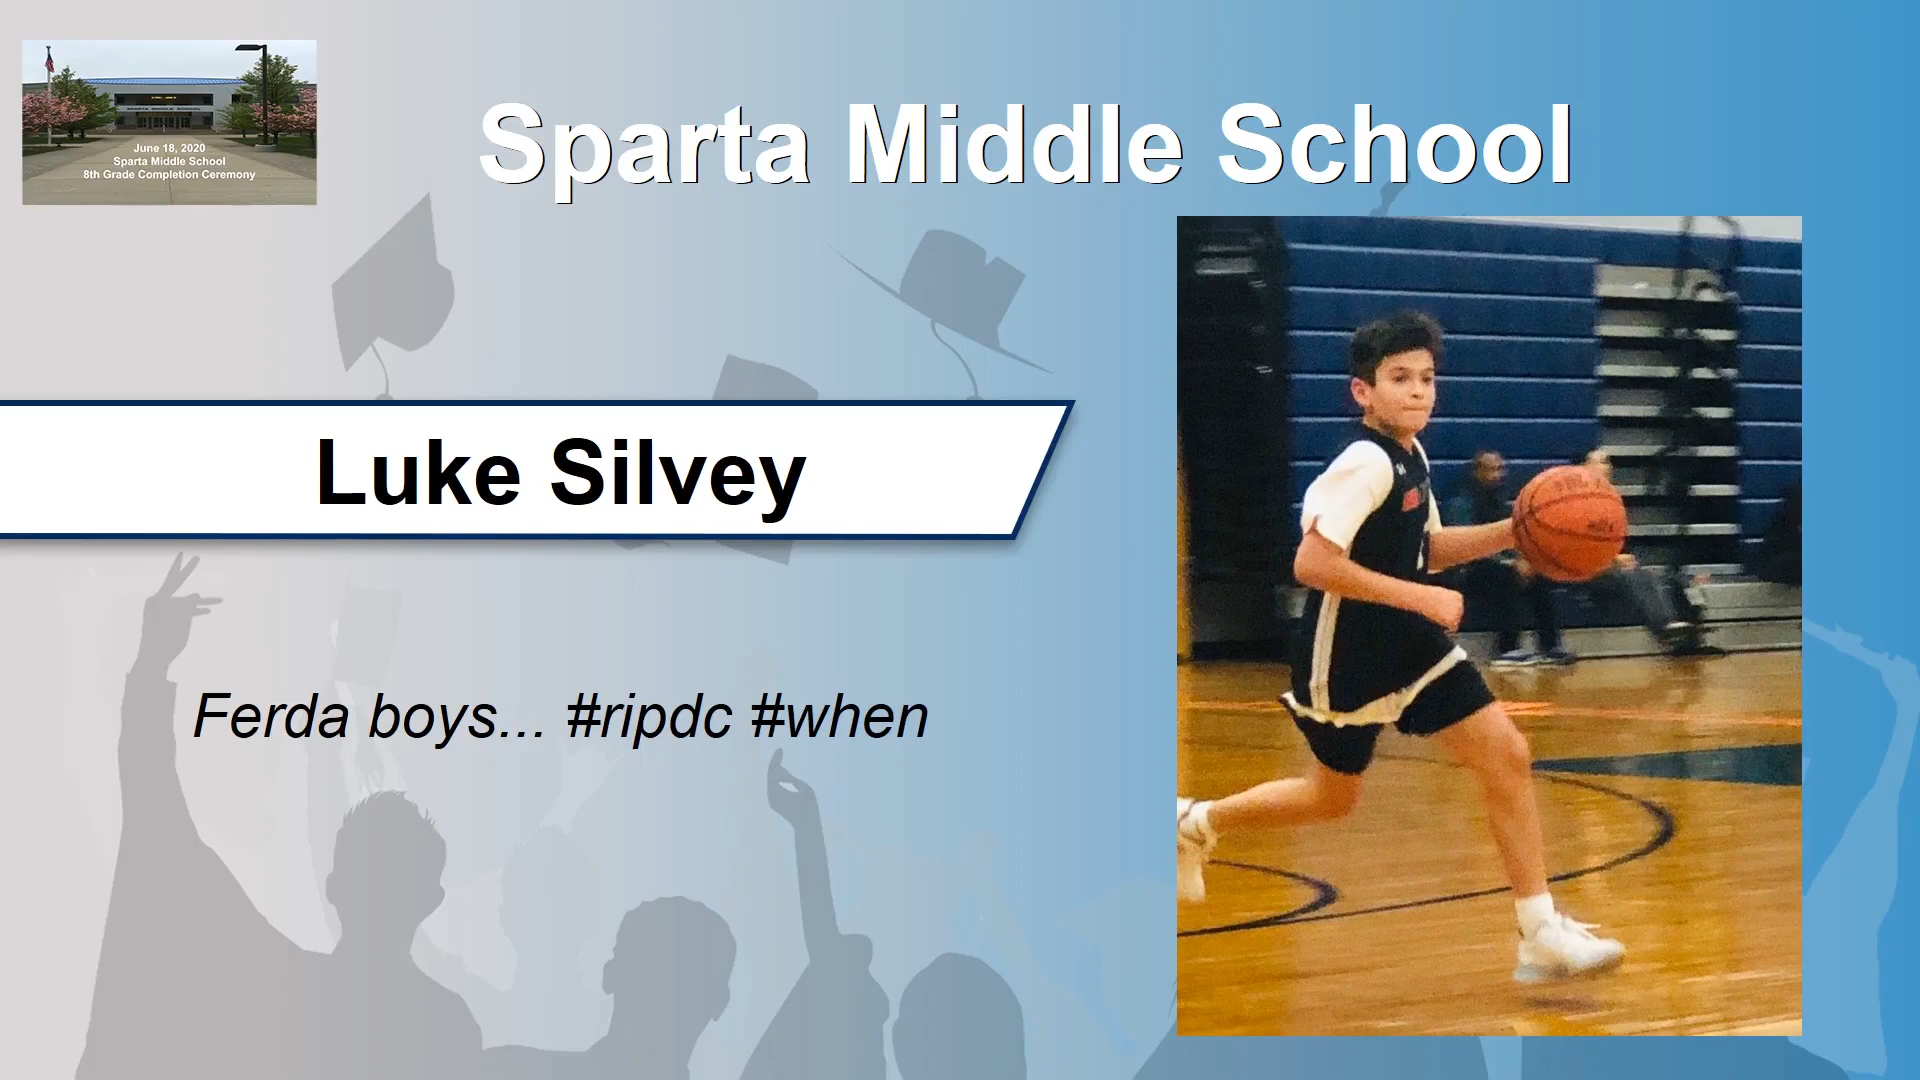 Sparta Middle School
June 18, 2020
Sparta Middle School
8th Grade Completion Ceremony
Luke Silvey
Ferda boys... #ripdc #when